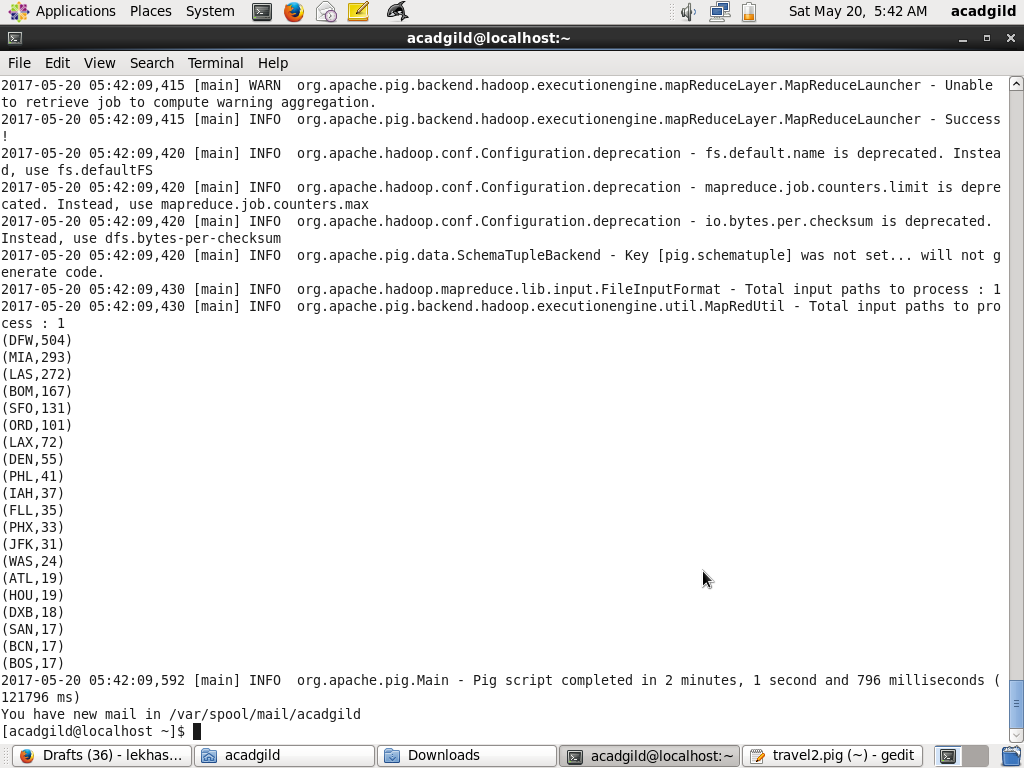 Applications Places System Sat May 20, 5:42 AM acadgild
acadgild@localhost:~
File Edit View Search Terminal Help
2017-05-20 05:42:09,415 [main] WARN  org.apache.pig.backend.hadoop.executionengine.mapReduceLayer.MapReduceLauncher - Unable
to retrieve job to compute warning aggregation.
2017-05-20 05:42:09,415 [main] INFO  org.apache.pig.backend.hadoop.executionengine.mapReduceLayer.MapReduceLauncher - Success
!
2017-05-20 05:42:09,420 [main] INFO  org.apache.hadoop.conf.Configuration.deprecation - fs.default.name is deprecated. Instea
d, use fs.defaultFS
2017-05-20 05:42:09,420 [main] INFO  org.apache.hadoop.conf.Configuration.deprecation - mapreduce.job.counters.limit is depre
cated. Instead, use mapreduce.job.counters.max
2017-05-20 05:42:09,420 [main] INFO  org.apache.hadoop.conf.Configuration.deprecation - io.bytes.per.checksum is deprecated.
Instead, use dfs.bytes-per-checksum
2017-05-20 05:42:09,420 [main] INFO  org.apache.pig.data.SchemaTupleBackend - Key [pig.schematuple] was not set... will not g
enerate code.
2017-05-20 05:42:09,430 [main] INFO  org.apache.hadoop.mapreduce.lib.input.FileInputFormat - Total input paths to process : 1
2017-05-20 05:42:09,430 [main] INFO  org.apache.pig.backend.hadoop.executionengine.util.MapRedUtil - Total input paths to pro
cess : 1
(DFW,504)
(MIA,293)
(LAS,272)
(BOM,167)
(SFO,131)
(ORD,101)
(LAX,72)
(DEN,55)
(PHL,41)
(IAH,37)
(FLL,35)
(PHX,33)
(JFK,31)
(WAS,24)
(ATL,19)
(HOU,19)
(DXB,18)
(SAN,17)
(BCN,17)
(BOS,17)
2017-05-20 05:42:09,592 [main] INFO  org.apache.pig.Main - Pig script completed in 2 minutes, 1 second and 796 milliseconds (
121796 ms)
You have new mail in /var/spool/mail/acadgild
[acadgild@localhost ~]$
Drafts (36) - lekhas... acadgild Downloads acadgild@localhost:~ travel2.pig (~) - gedit